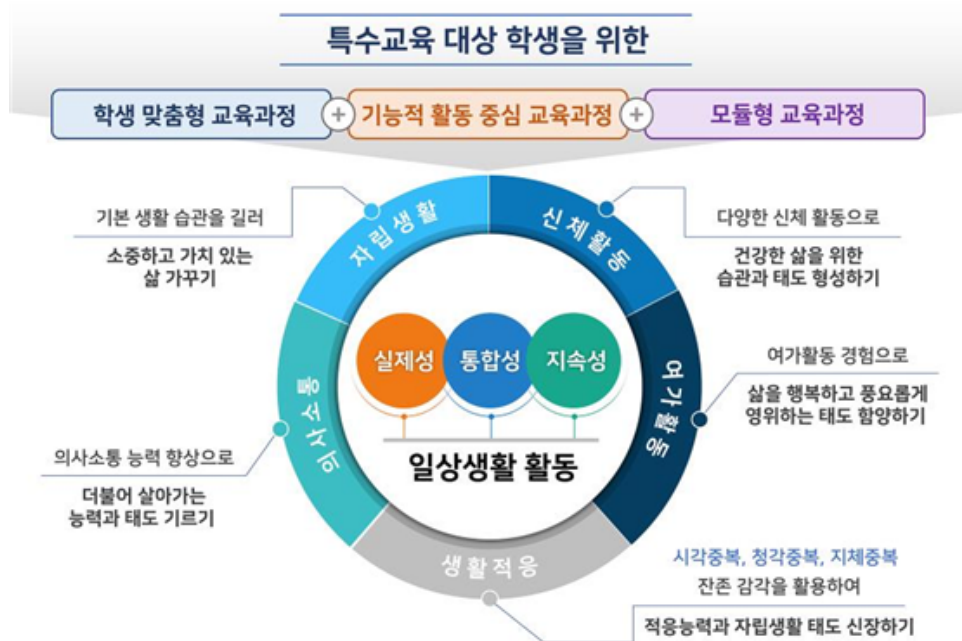 특수교육 대상 학생을 위한
학생 맞춤형 교육과정 + 기능적 활동 중심 교육과정 + 모듈형 교육과정
자립생활
기본 생활 습관을 길러
소중하고 가치 있는
삶 가꾸기
신체활동
다양한 신체 활동으로
건강한 삶을 위한
습관과 태도 형성하기
실제성 통합성 지속성
일상생활 활동
여가활동
여가활동 경험으로
삶을 행복하고 풍요롭게
영위하는 태도 함양하기
의사소통
의사소통 능력 향상으로
더불어 살아가는
능력과 태도 기르기
생활적응
시각중복, 청각중복, 지체중복
잔존 감각을 활용하여
적응능력과 자립생활 태도 신장하기